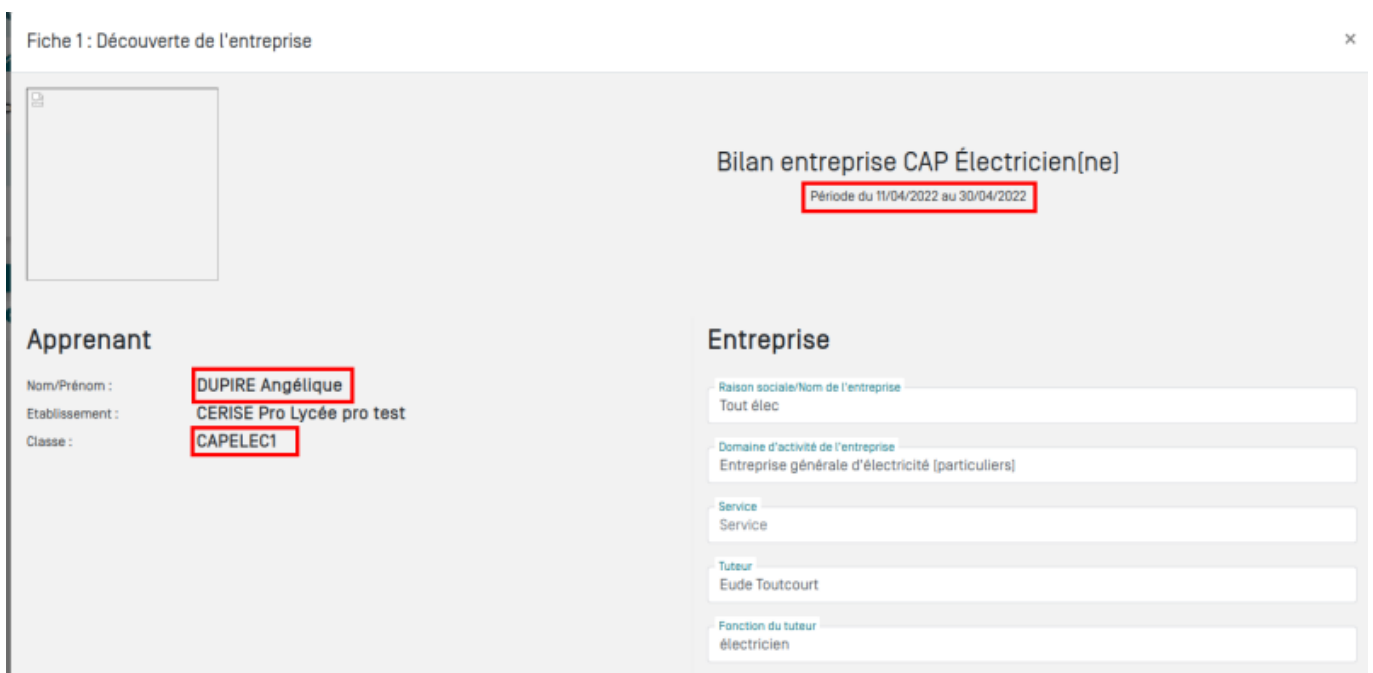 Fiche 1 : Découverte de l'entreprise
×
Bilan entreprise CAP Électricien(ne)
Période du 11/04/2022 au 30/04/2022
Apprenant
Nom/Prénom : DUPIRE Angélique
Etablissement : CERISE Pro Lycée pro test
Classe : CAPELEC1
Entreprise
Raison sociale/Nom de l'entreprise
Tout élec
Domaine d'activité de l'entreprise
Entreprise générale d'électricité (particuliers)
Service
Service
Tuteur
Eude Toutcourt
Fonction du tuteur
électricien